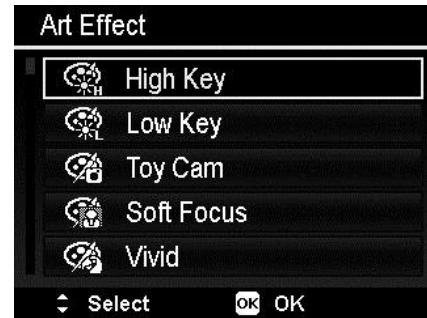 Art Effect
High Key
Low Key
Toy Cam
Soft Focus
Vivid
Select OK OK